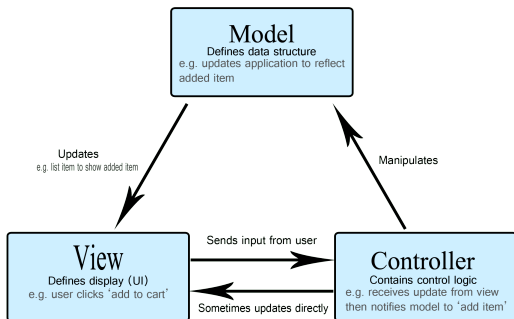 Model
Defines data structure
e.g. updates application to reflect
added item
Updates
e.g. list item to show added item
Manipulates
View
Defines display (UI)
e.g. user clicks 'add to cart'
Sends input from user
Sometimes updates directly
Controller
Contains control logic
e.g. receives update from view
then notifies model to 'add item'